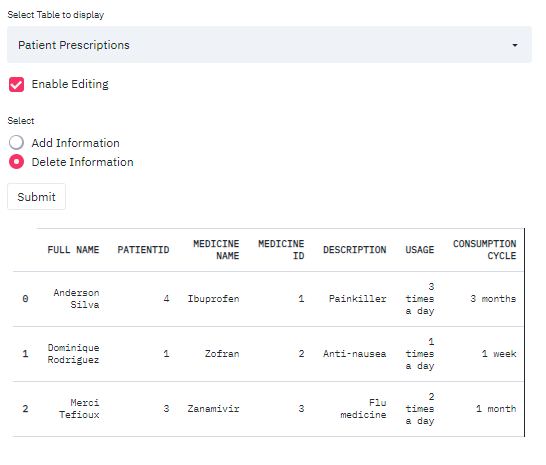 Select Table to display
Patient Prescriptions
Enable Editing
Select
Add Information
Delete Information
Submit
FULL NAME PATIENTID MEDICINE NAME MEDICINE ID DESCRIPTION USAGE CONSUMPTION CYCLE
0 Anderson Silva 4 Ibuprofen 1 Painkiller 3 times a day 3 months
1 Dominique Rodriguez 1 Zofran 2 Anti-nausea 1 times a day 1 week
2 Merci Tefioux 3 Zanamivir 3 Flu medicine 2 times a day 1 month